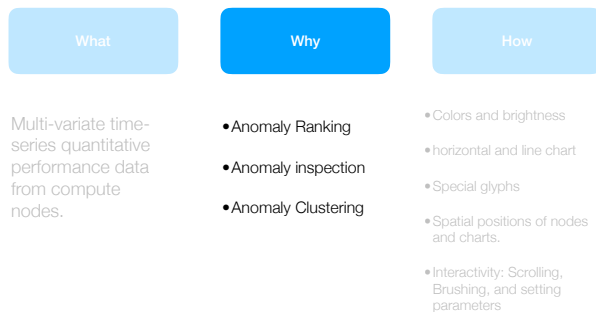 What
Why
How
Multi-variate time-
series quantitative
performance data
from compute
nodes.
•Anomaly Ranking
•Anomaly inspection
•Anomaly Clustering
•Colors and brightness
•horizontal and line chart
•Special glyphs
•Spatial positions of nodes
and charts.
•Interactivity: Scrolling,
Brushing, and setting
parameters